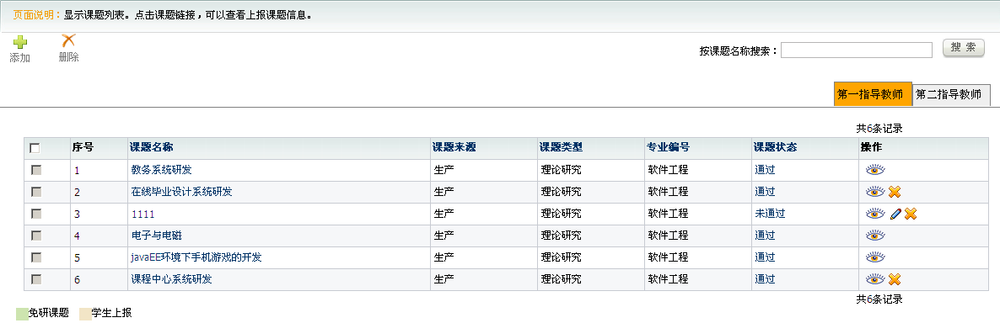 页面说明：显示课题列表。点击课题链接，可以查看上报课题信息。
添加 删除 按课题名称搜索： 搜 索
第一指导教师 第二指导教师
共6条记录
序号 课题名称 课题来源 课题类型 专业编号 课题状态 操作
1 教务系统研发 生产 理论研究 软件工程 通过
2 在线毕业设计系统研发 生产 理论研究 软件工程 通过
3 1111 生产 理论研究 软件工程 未通过
4 电子与电磁 生产 理论研究 软件工程 通过
5 javaEE环境下手机游戏的开发 生产 理论研究 软件工程 通过
6 课程中心系统研发 生产 理论研究 软件工程 通过
共6条记录
免研课题 学生上报